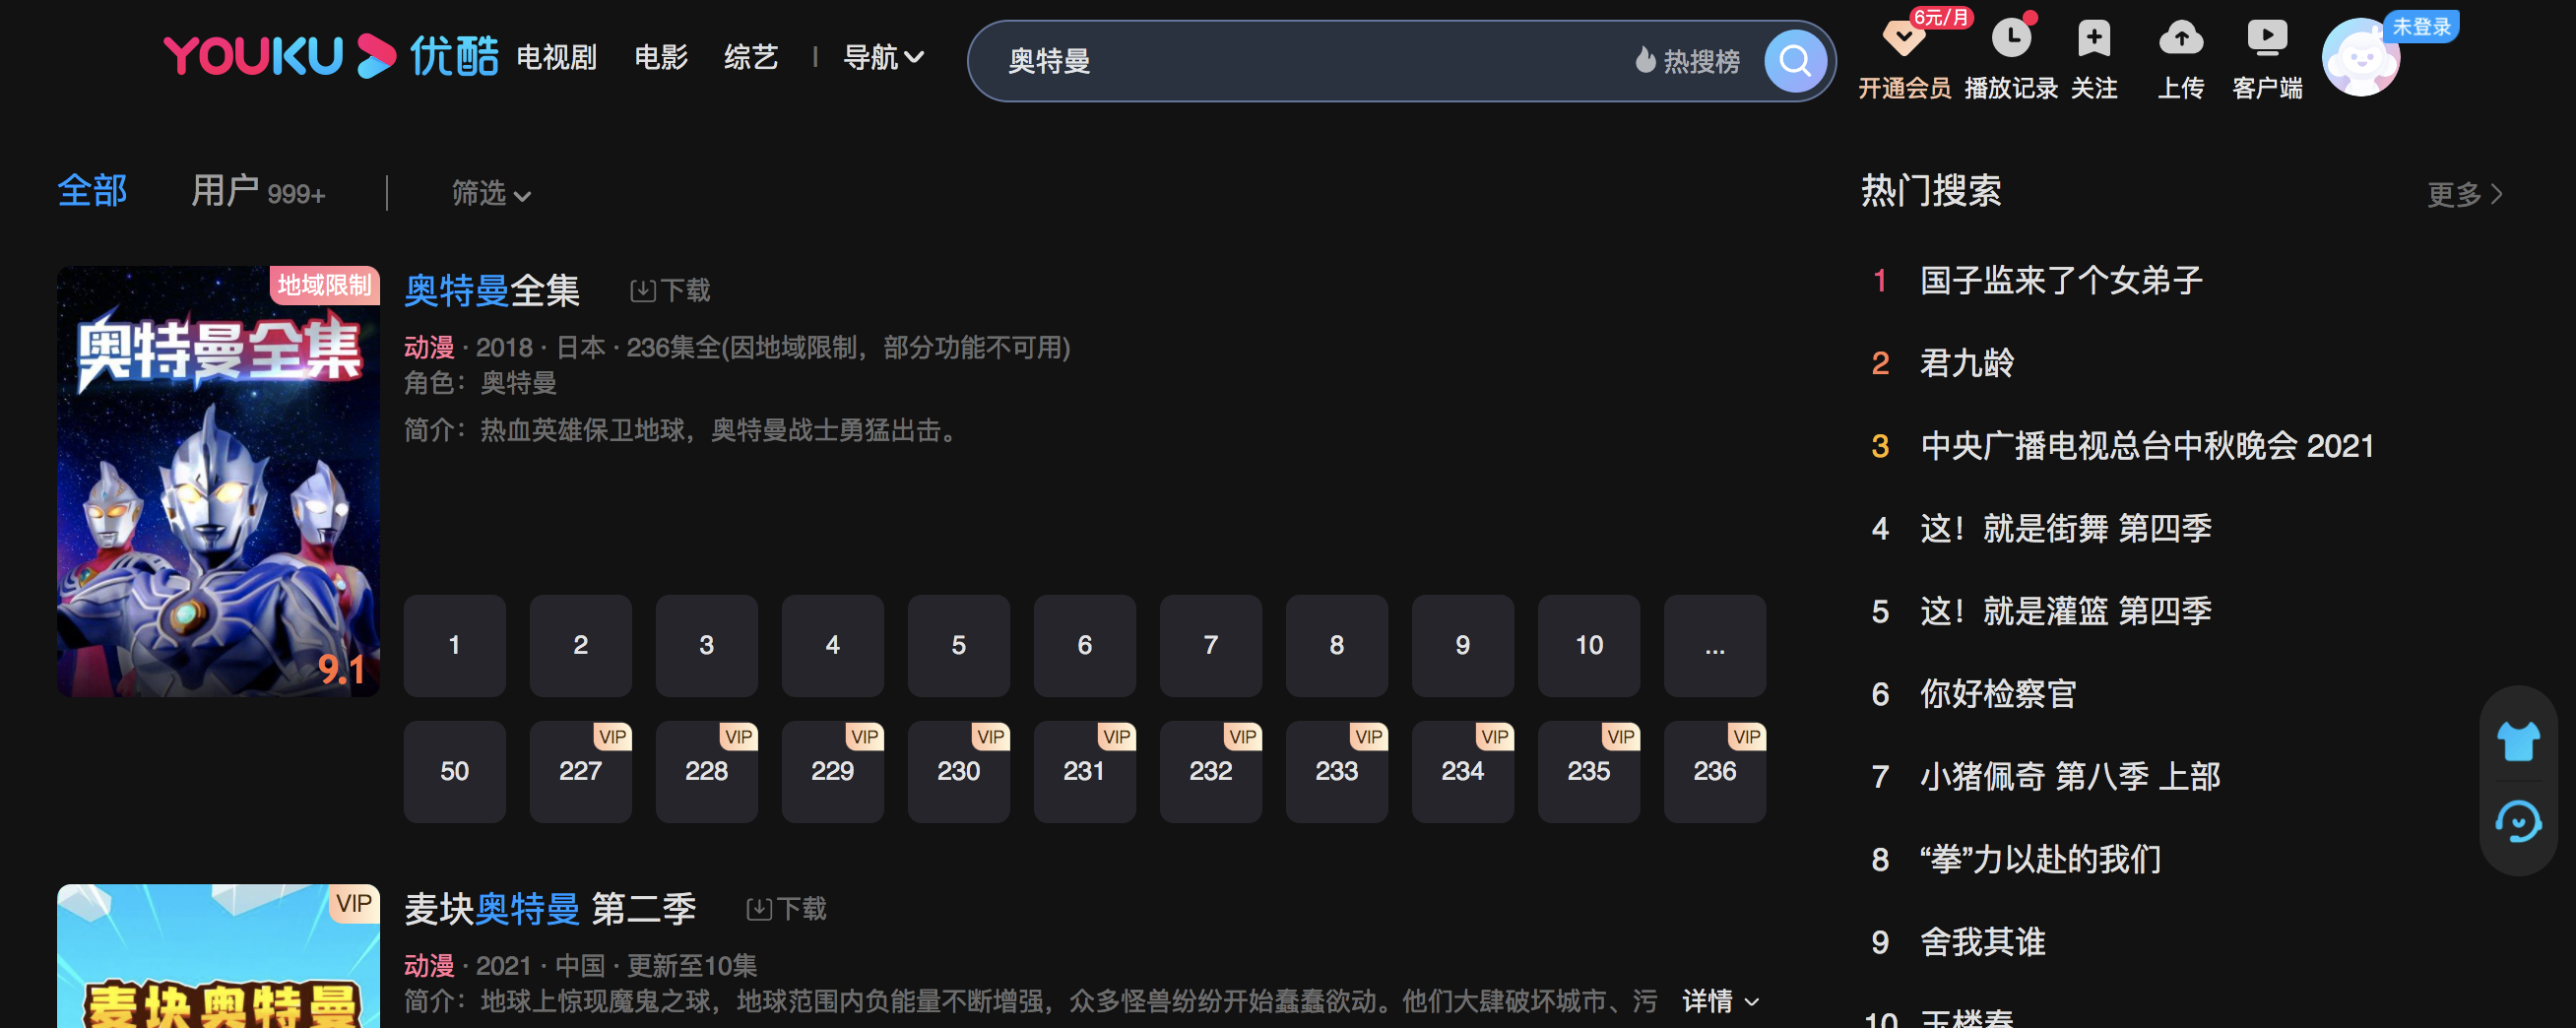 YOUKU 优酷 电视剧 电影 综艺 导航 奥特曼 热搜榜
6元/月
未登录
开通会员 播放记录 关注 上传 客户端
全部 用户 999+ 筛选
地域限制
奥特曼全集
9.1
奥特曼全集 下载
动漫 · 2018 · 日本 · 236集全(因地域限制，部分功能不可用)
角色：奥特曼
简介：热血英雄保卫地球，奥特曼战士勇猛出击。
1 2 3 4 5 6 7 8 9 10 ...
VIP VIP VIP VIP VIP VIP VIP VIP VIP VIP
50 227 228 229 230 231 232 233 234 235 236
VIP
麦块奥特曼
麦块奥特曼 第二季 下载
动漫 · 2021 · 中国 · 更新至10集
简介：地球上惊现魔鬼之球，地球范围内负能量不断增强，众多怪兽纷纷开始蠢蠢欲动。他们大肆破坏城市、污 详情
热门搜索 更多
1 国子监来了个女弟子
2 君九龄
3 中央广播电视总台中秋晚会 2021
4 这！就是街舞 第四季
5 这！就是灌篮 第四季
6 你好检察官
7 小猪佩奇 第八季 上部
8 “拳”力以赴的我们
9 舍我其谁
10 玉楼春